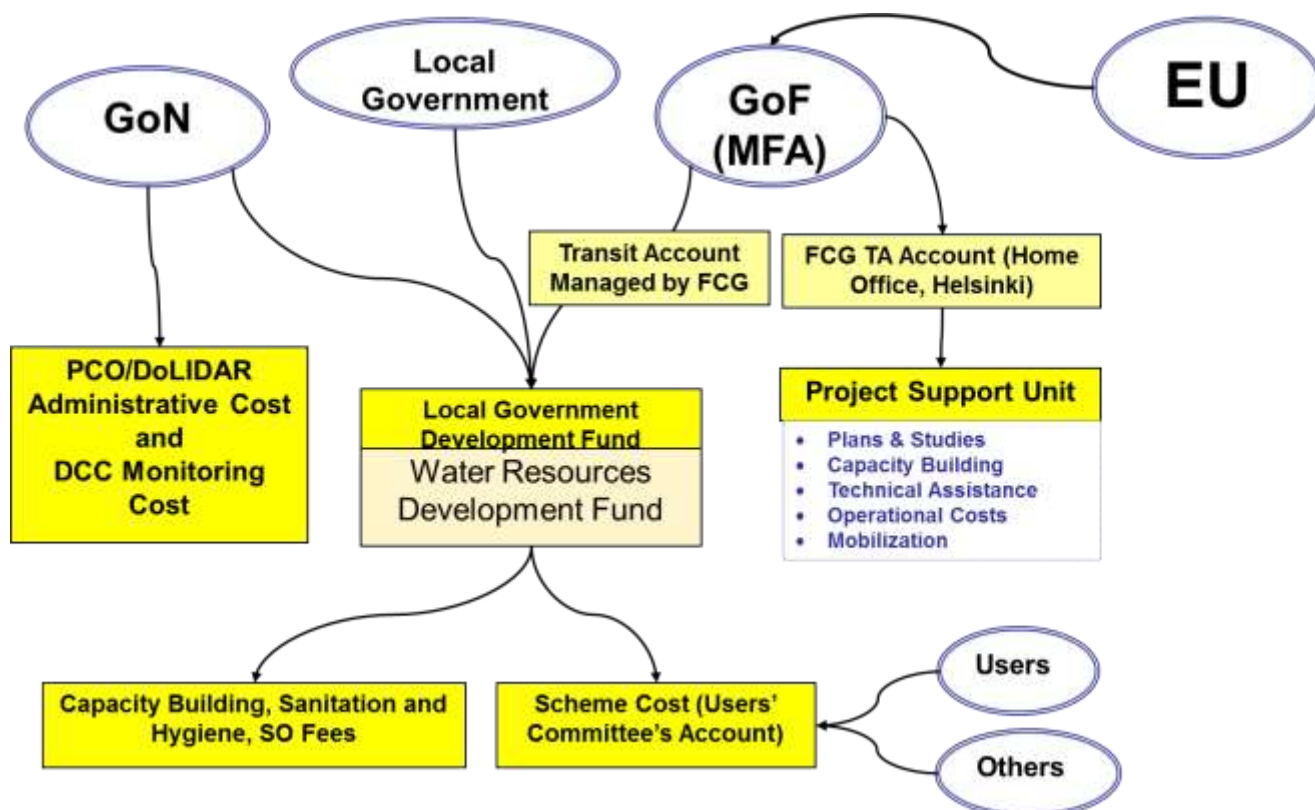 GoN
Local
Government
GoF
(MFA)
EU
Transit Account
Managed by FCG
FCG TA Account (Home
Office, Helsinki)
PCO/DoLIDAR
Administrative Cost
and
DCC Monitoring
Cost
Local Government
Development Fund
Water Resources
Development Fund
Project Support Unit
• Plans & Studies
• Capacity Building
• Technical Assistance
• Operational Costs
• Mobilization
Capacity Building, Sanitation and
Hygiene, SO Fees
Scheme Cost (Users’
Committee’s Account)
Users
Others